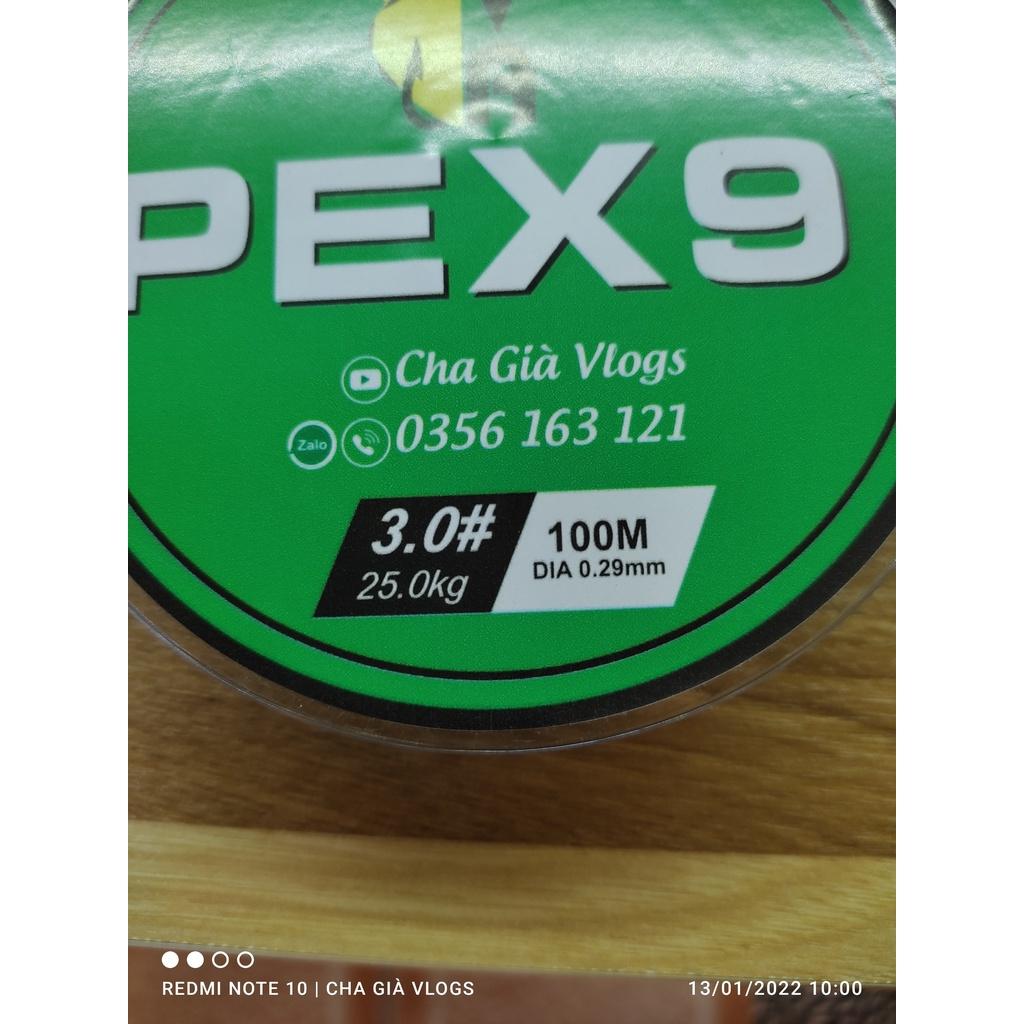 PEX9
Cha Già Vlogs
Zalo 0356 163 121
3.0#
25.0kg
100M
DIA 0.29mm
REDMI NOTE 10 | CHA GIÀ VLOGS
13/01/2022 10:00